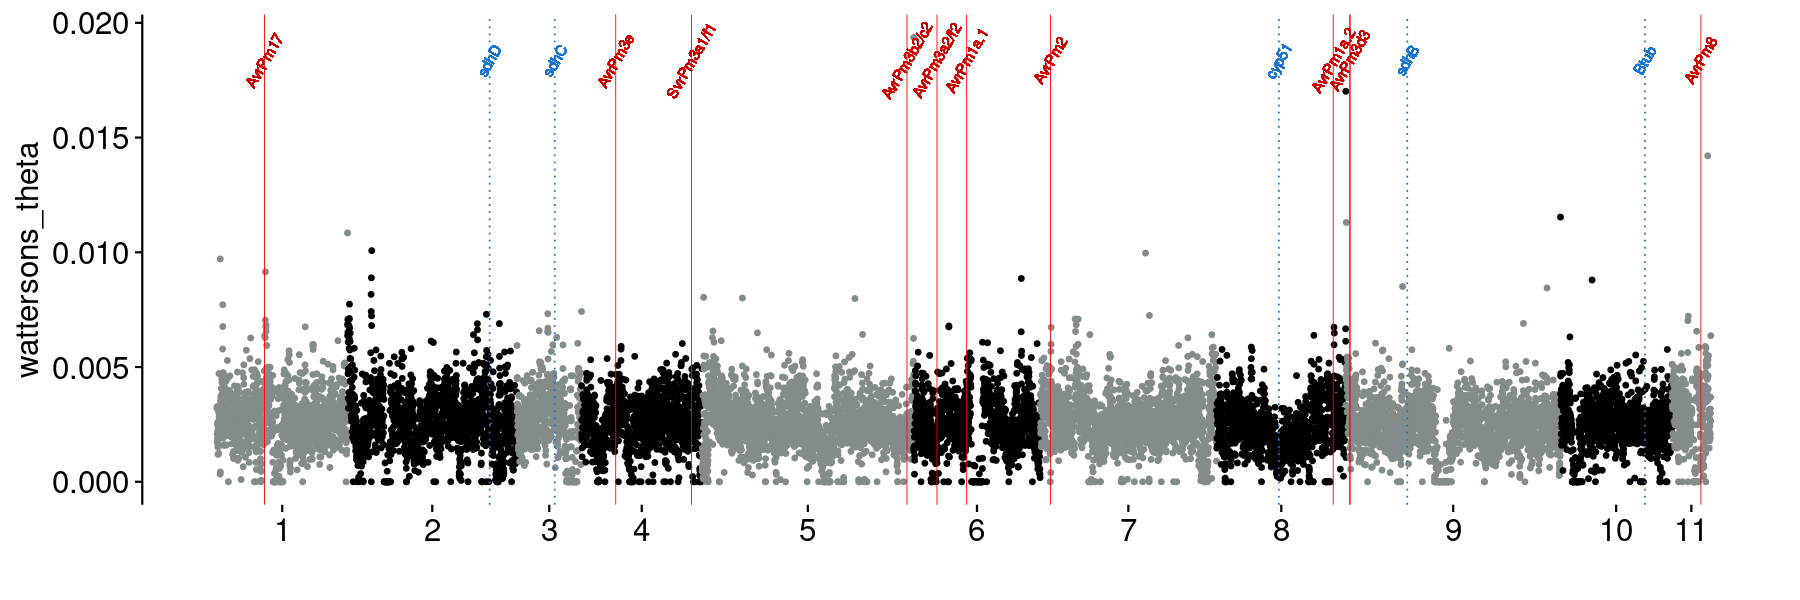 0.020
0.015
0.010
0.005
0.000
wattersons_theta
AvrPm17
sdhD
sdhC
AvrPm3e
SvrPm3a1/f1
AvrPm3b2/c2
AvrPm3a2/f2
AvrPm1a.1
AvrPm2
cyp51
AvrPm1a.2
AvrPm3d3
sdhB
Btub
AvrPm8
1 2 3 4 5 6 7 8 9 10 11